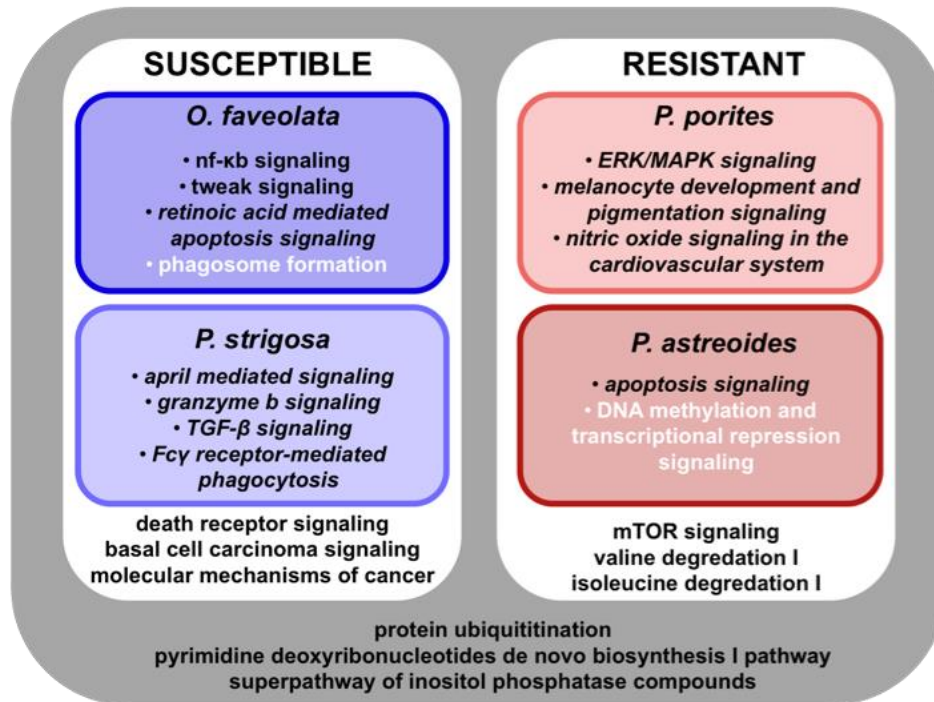 SUSCEPTIBLE
O. faveolata
• nf-κb signaling
• tweak signaling
• retinoic acid mediated
apoptosis signaling
• phagosome formation
P. strigosa
• april mediated signaling
• granzyme b signaling
• TGF-β signaling
• Fcγ receptor-mediated
phagocytosis
death receptor signaling
basal cell carcinoma signaling
molecular mechanisms of cancer
RESISTANT
P. porites
• ERK/MAPK signaling
• melanocyte development and
pigmentation signaling
• nitric oxide signaling in the
cardiovascular system
P. astreoides
• apoptosis signaling
• DNA methylation and
transcriptional repression
signaling
mTOR signaling
valine degredation I
isoleucine degredation I
protein ubiquititination
pyrimidine deoxyribonucleotides de novo biosynthesis I pathway
superpathway of inositol phosphatase compounds